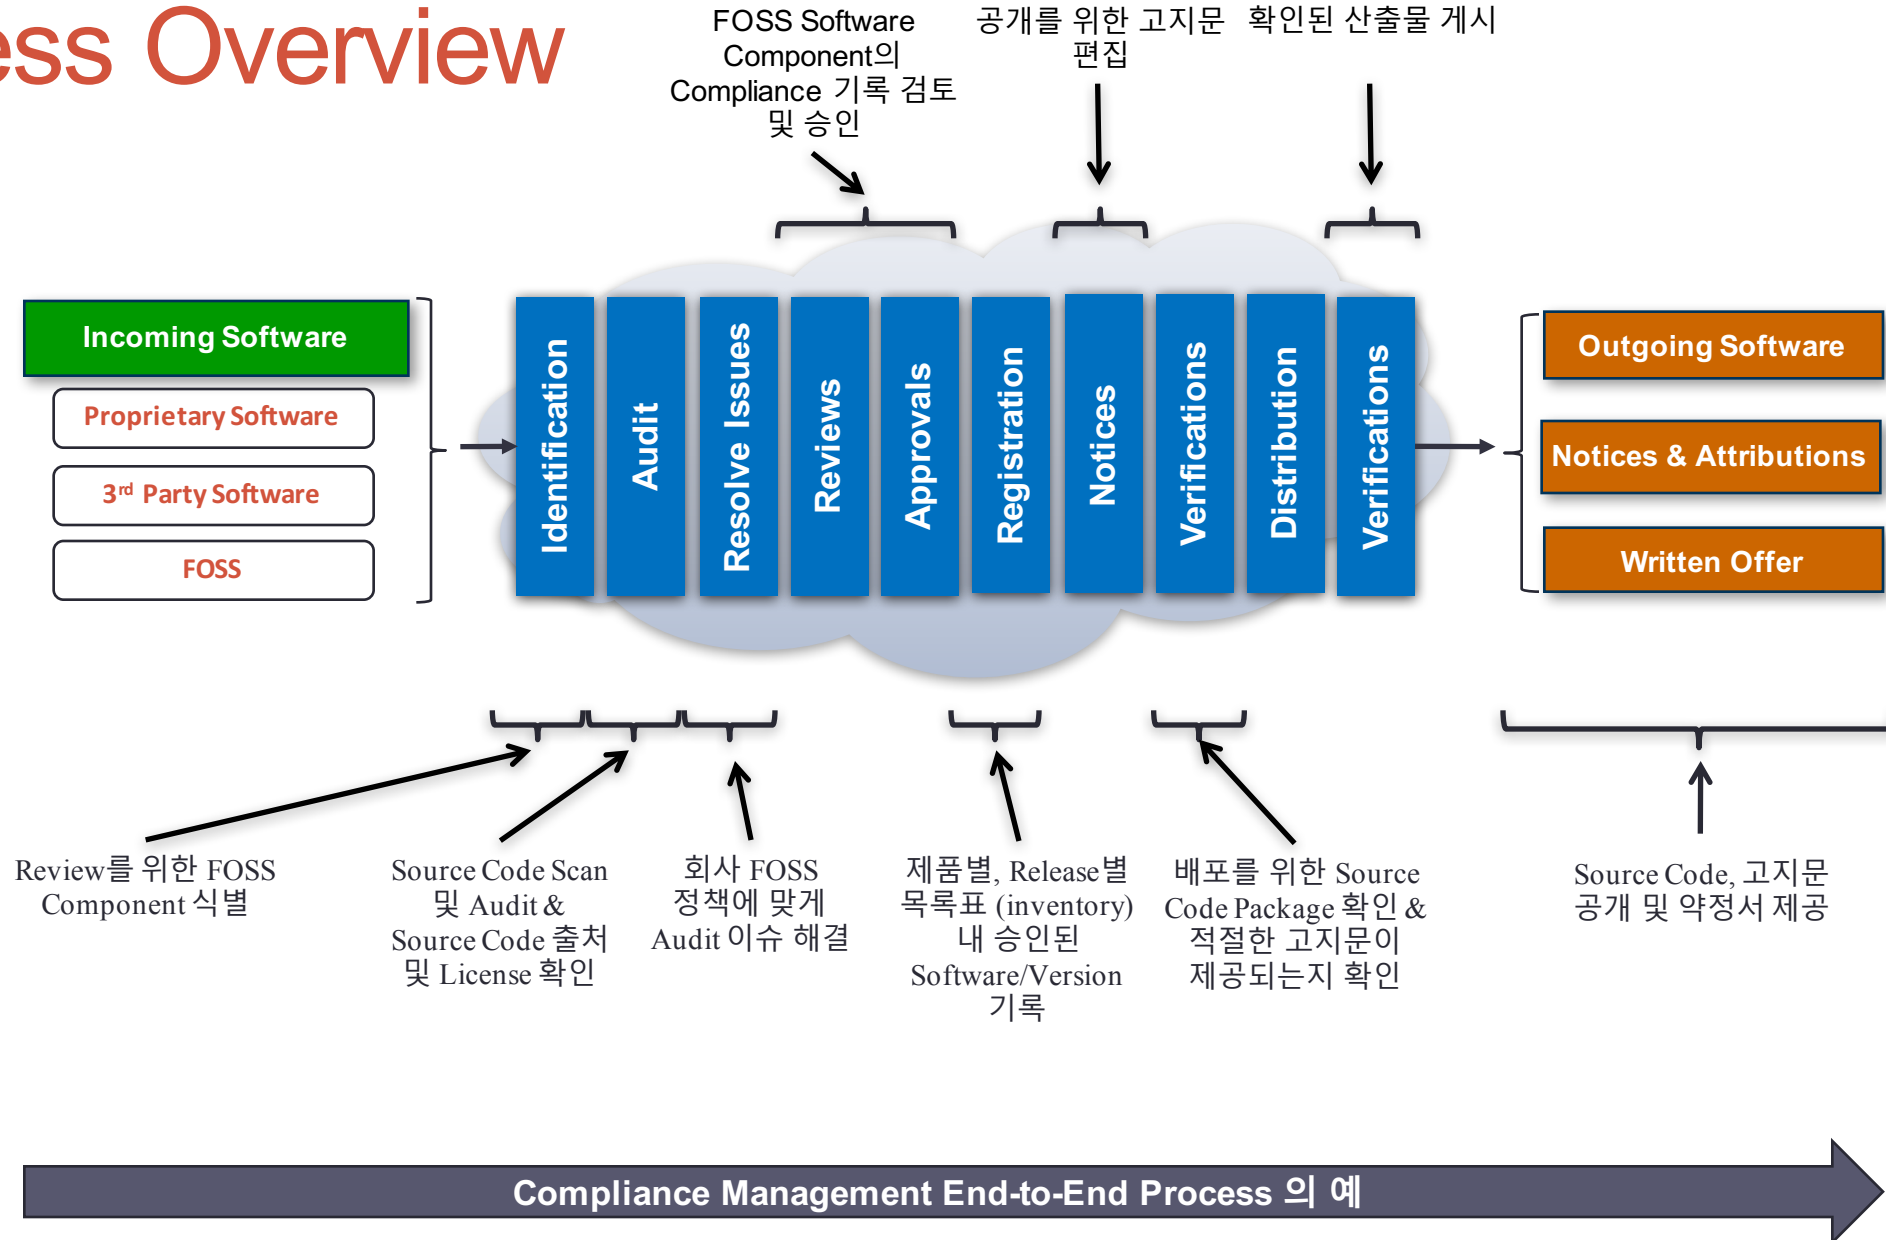 ess Overview
FOSS Software
Component의
Compliance 기록 검토
및 승인
공개를 위한 고지문
편집
확인된 산출물 게시
Incoming Software
Proprietary Software
3rd Party Software
FOSS
Identification
Audit
Resolve Issues
Reviews
Approvals
Registration
Notices
Verifications
Distribution
Verifications
Outgoing Software
Notices & Attributions
Written Offer
Review를 위한 FOSS
Component 식별
Source Code Scan
및 Audit &
Source Code 출처
및 License 확인
회사 FOSS
정책에 맞게
Audit 이슈 해결
제품별, Release별
목록표 (inventory)
내 승인된
Software/Version
기록
배포를 위한 Source
Code Package 확인 &
적절한 고지문이
제공되는지 확인
Source Code, 고지문
공개 및 약정서 제공
Compliance Management End-to-End Process 의 예